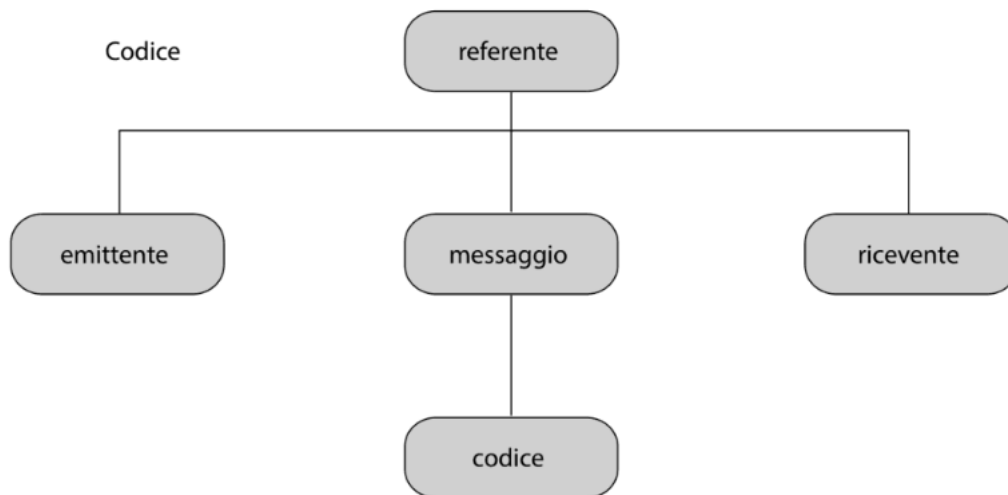 Codice
referente
emittente
messaggio
ricevente
codice